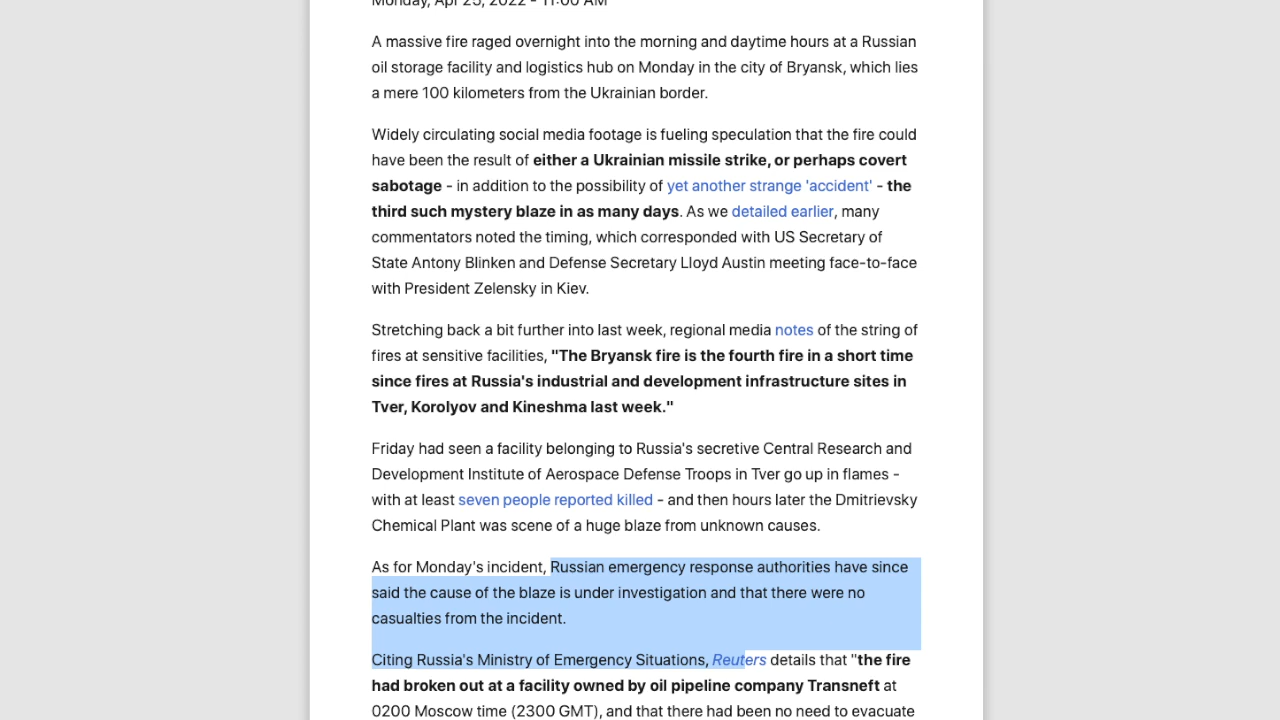 Monday, Apr 25, 2022 - 11:00 AM
A massive fire raged overnight into the morning and daytime hours at a Russian
oil storage facility and logistics hub on Monday in the city of Bryansk, which lies
a mere 100 kilometers from the Ukrainian border.
Widely circulating social media footage is fueling speculation that the fire could
have been the result of either a Ukrainian missile strike, or perhaps covert
sabotage - in addition to the possibility of yet another strange 'accident' - the
third such mystery blaze in as many days. As we detailed earlier, many
commentators noted the timing, which corresponded with US Secretary of
State Antony Blinken and Defense Secretary Lloyd Austin meeting face-to-face
with President Zelensky in Kiev.
Stretching back a bit further into last week, regional media notes of the string of
fires at sensitive facilities, "The Bryansk fire is the fourth fire in a short time
since fires at Russia's industrial and development infrastructure sites in
Tver, Korolyov and Kineshma last week."
Friday had seen a facility belonging to Russia's secretive Central Research and
Development Institute of Aerospace Defense Troops in Tver go up in flames -
with at least seven people reported killed - and then hours later the Dmitrievsky
Chemical Plant was scene of a huge blaze from unknown causes.
As for Monday's incident, Russian emergency response authorities have since
said the cause of the blaze is under investigation and that there were no
casualties from the incident.
Citing Russia's Ministry of Emergency Situations, Reuters details that "the fire
had broken out at a facility owned by oil pipeline company Transneft at
0200 Moscow time (2300 GMT), and that there had been no need to evacuate